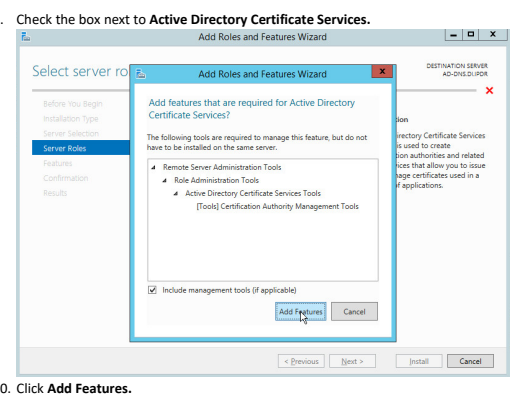 . Check the box next to Active Directory Certificate Services.
Add Roles and Features Wizard
Select server ro
Add Roles and Features Wizard
DESTINATION SERVER
AD-DNS.DI.IPOR
Before You Begin
Installation Type
Server Selection
Server Roles
Features
Confirmation
Results
Add features that are required for Active Directory
Certificate Services?
The following tools are required to manage this feature, but do not
have to be installed on the same server.
Remote Server Administration Tools
Role Administration Tools
Active Directory Certificate Services Tools
[Tools] Certification Authority Management Tools
Include management tools (if applicable)
Add Features
Cancel
tion
irectory Certificate Services
is used to create
tion authorities and related
vices that allow you to issue
nage certificates used in a
of applications.
< Previous
Next >
Install
Cancel
0. Click Add Features.